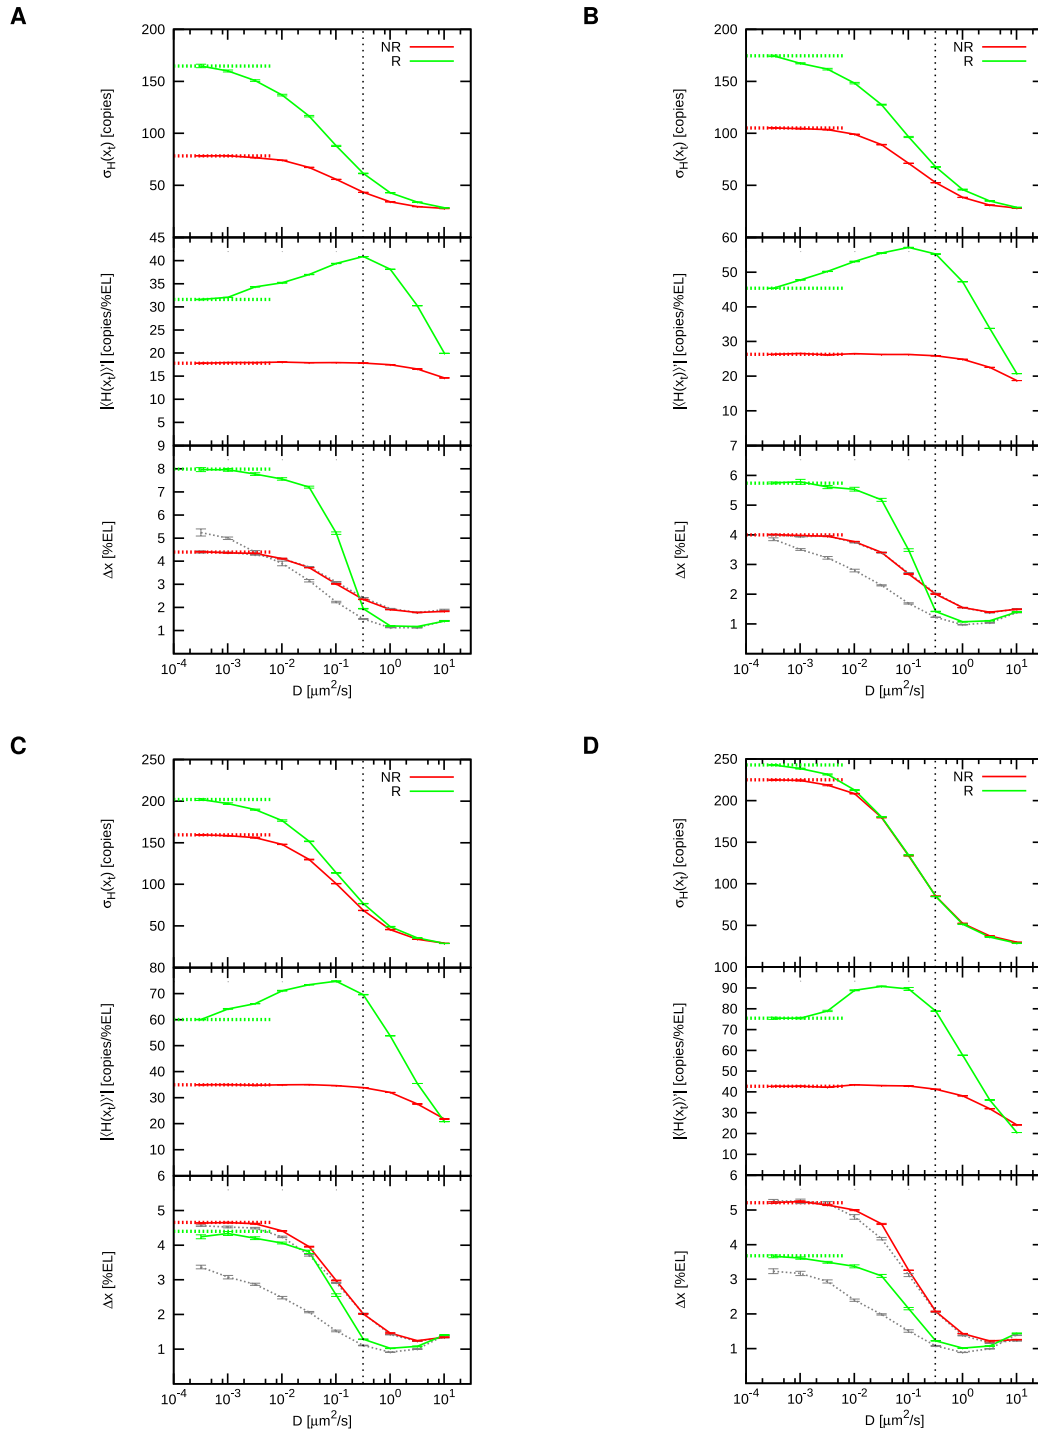 A
200
150
100
50
45
σH(xt) [copies]
NR
R
40
35
30
25
20
15
10
5
9
|⟨H(xt)⟩'| [copies/%EL]
8
7
6
5
4
3
2
1
Δx [%EL]
10-4 10-3 10-2 10-1 100 101
D [μm2/s]
B
200
150
100
50
60
σH(xt) [copies]
NR
R
50
40
30
20
10
7
|⟨H(xt)⟩'| [copies/%EL]
6
5
4
3
2
1
Δx [%EL]
10-4 10-3 10-2 10-1 100 101
D [μm2/s]
C
250
200
150
100
50
80
σH(xt) [copies]
NR
R
70
60
50
40
30
20
10
6
|⟨H(xt)⟩'| [copies/%EL]
5
4
3
2
1
Δx [%EL]
10-4 10-3 10-2 10-1 100 101
D [μm2/s]
D
250
200
150
100
50
100
σH(xt) [copies]
NR
R
90
80
70
60
50
40
30
20
10
6
|⟨H(xt)⟩'| [copies/%EL]
5
4
3
2
1
Δx [%EL]
10-4 10-3 10-2 10-1 100 101
D [μm2/s]